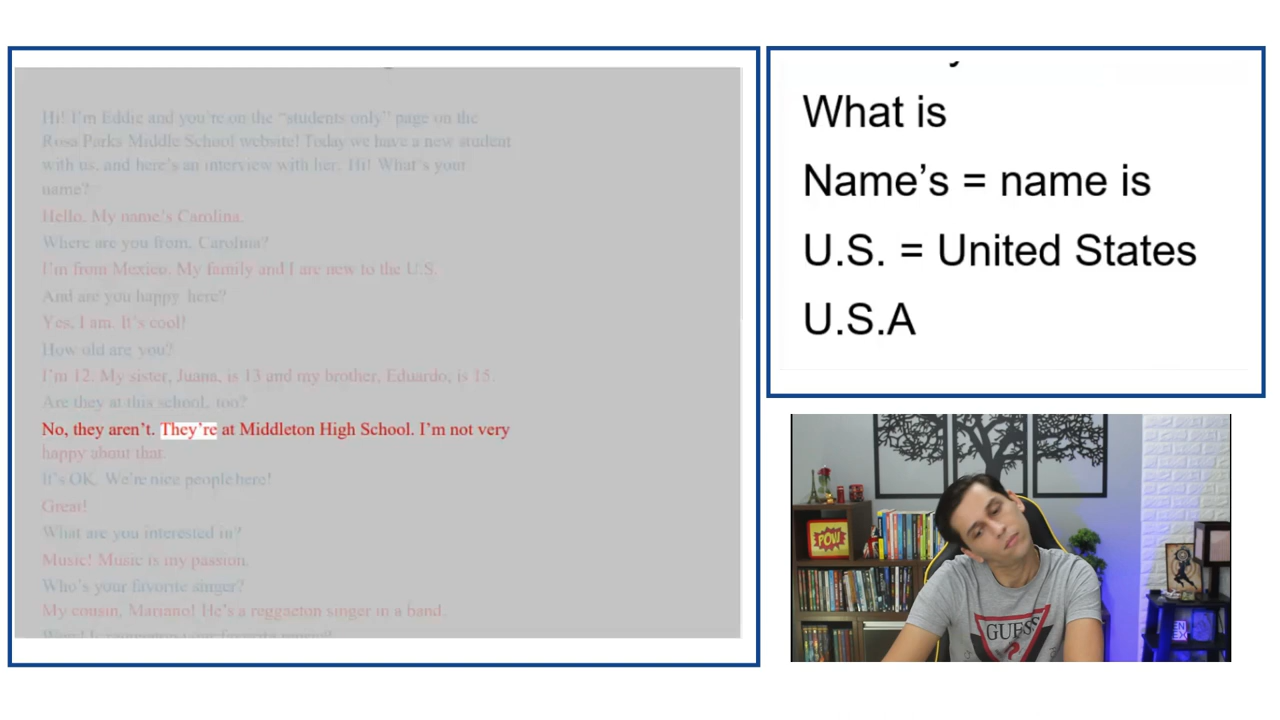 Hi! I'm Eddie and you're on the "students only" page on the
Rosa Parks Middle School website! Today we have a new student
with us, and here's an interview with her. Hi! What's your
name?
Hello. My name's Carolina.
Where are you from, Carolina?
I'm from Mexico. My family and I are new to the U.S.
And are you happy here?
Yes, I am. It's cool!
How old are you?
I'm 12. My sister, Juana, is 13 and my brother, Eduardo, is 15.
Are they at this school, too?
No, they aren't. They're at Middleton High School. I'm not very
happy about that.
It's OK. We're nice people here!
Great!
What are you interested in?
Music! Music is my passion.
Who's your favorite singer?
My cousin, Mariano! He's a reggaeton singer in a band.
What is
Name's = name is
U.S. = United States
U.S.A
POW
GUESS